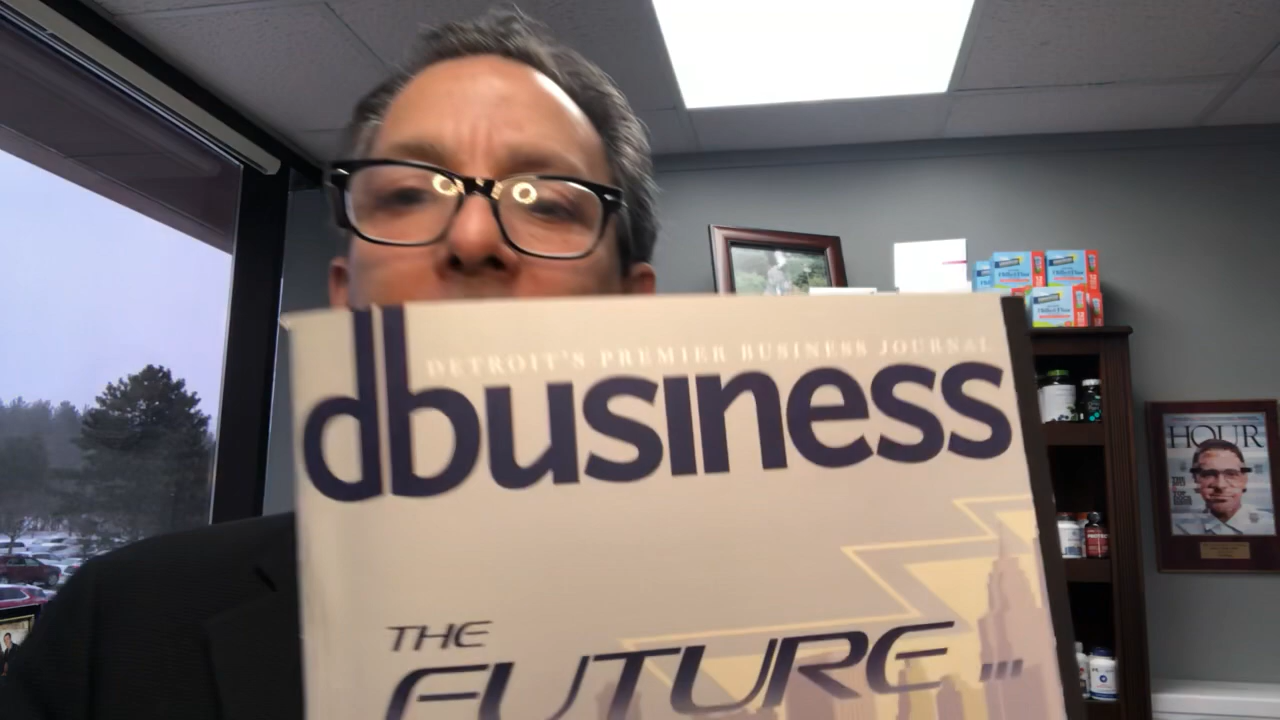 DETROIT'S PREMIER BUSINESS JOURNAL
dbusiness
THE
FUTURE ...
HOUR